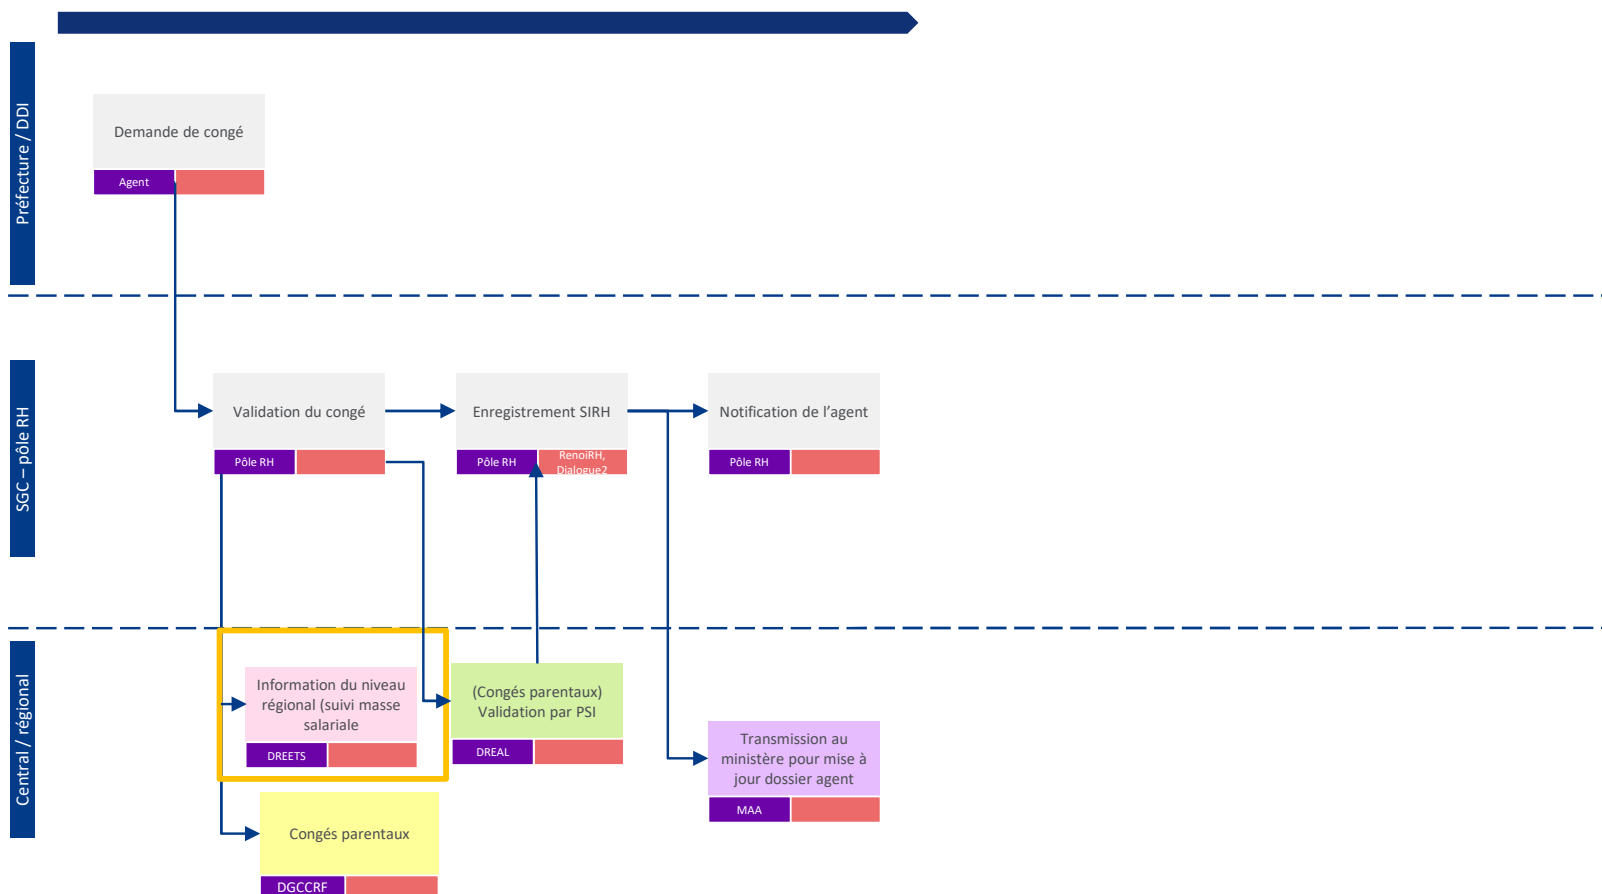 Préfecture / DDI
Demande de congé
Agent
SGC – pôle RH
Validation du congé
Pôle RH
Enregistrement SIRH
Pôle RH
RenoiRH,
Dialogue2
Notification de l'agent
Pôle RH
Central / régional
Information du niveau
régional (suivi masse
salariale
DREETS
(Congés parentaux)
Validation par PSI
DREAL
Transmission au
ministère pour mise à
jour dossier agent
MAA
Congés parentaux
DGCCRF